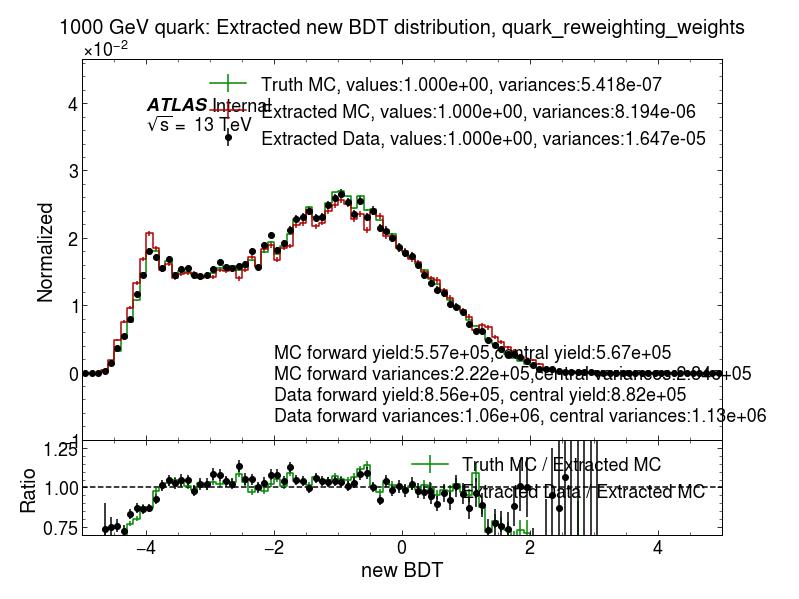 1000 GeV quark: Extracted new BDT distribution, quark_reweighting_weights
×10⁻²
Truth MC, values:1.000e+00, variances:5.418e-07
ATLAS Internal
Extracted MC, values:1.000e+00, variances:8.194e-06
√s = 13 TeV
Extracted Data, values:1.000e+00, variances:1.647e-05
4
3
2
1
0
Normalized
MC forward yield:5.57e+05,central yield:5.67e+05
MC forward variances:2.22e+05,central variances:2.34e+05
Data forward yield:8.56e+05, central yield:8.82e+05
Data forward variances:1.06e+06, central variances:1.13e+06
1.25
1.00
0.75
Ratio
Truth MC / Extracted MC
Extracted Data / Extracted MC
−4 −2 0 2 4
new BDT